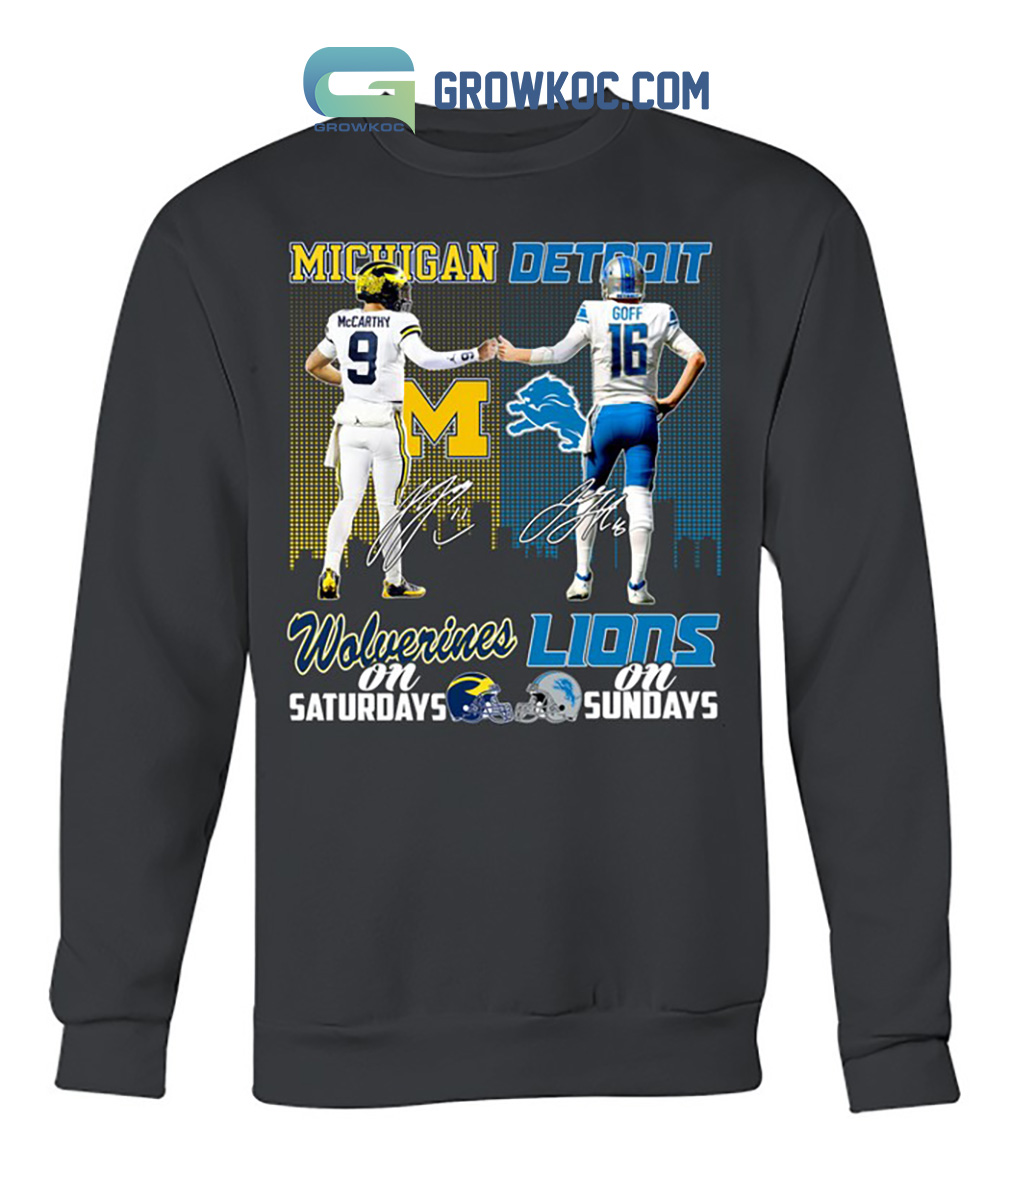 GROWKOC.COM
GROWKOC
MICHIGAN DETROIT
McCARTHY
9
GOFF
16
M
Wolverines LIONS
on on
SATURDAYS SUNDAYS